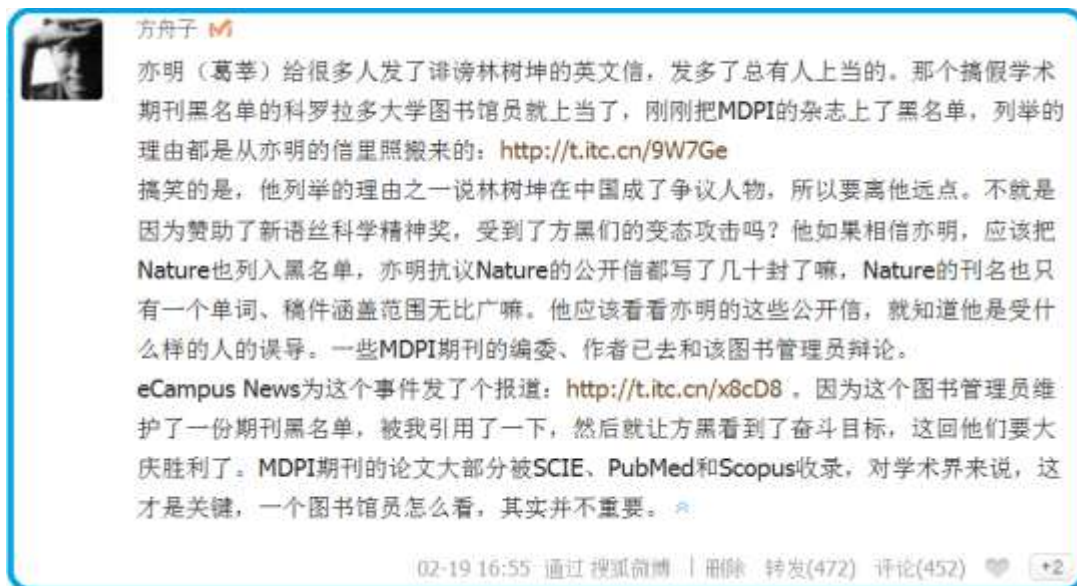 方舟子
亦明（葛莘）给很多人发了诽谤林树坤的英文信，发多了总有人上当的。那个搞假学术
期刊黑名单的科罗拉多大学图书馆员就上当了，刚刚把MDPI的杂志上了黑名单，列举的
理由都是从亦明的信里照搬来的：http://t.itc.cn/9W7Ge
搞笑的是，他列举的理由之一说林树坤在中国成了争议人物，所以要离他远点。不就是
因为赞助了新语丝科学精神奖，受到了方黑们的变态攻击吗？他如果相信亦明，应该把
Nature也列入黑名单，亦明抗议Nature的公开信都写了几十封了嘛，Nature的刊名也只
有一个单词、稿件涵盖范围无比广嘛。他应该看看亦明的这些公开信，就知道他是受什
么样的人的误导。一些MDPI期刊的编委、作者已去和该图书管理员辩论。
eCampus News为这个事件发了个报道：http://t.itc.cn/x8cD8 。因为这个图书管理员维
护了一份期刊黑名单，被我引用了一下，然后就让方黑看到了奋斗目标，这回他们要大
庆胜利了。MDPI期刊的论文大部分被SCIE、PubMed和Scopus收录，对学术界来说，这
才是关键，一个图书馆员怎么看，其实并不重要。
02-19 16:55 通过 搜狐微博 | 删除 转发(472) 评论(452) +2